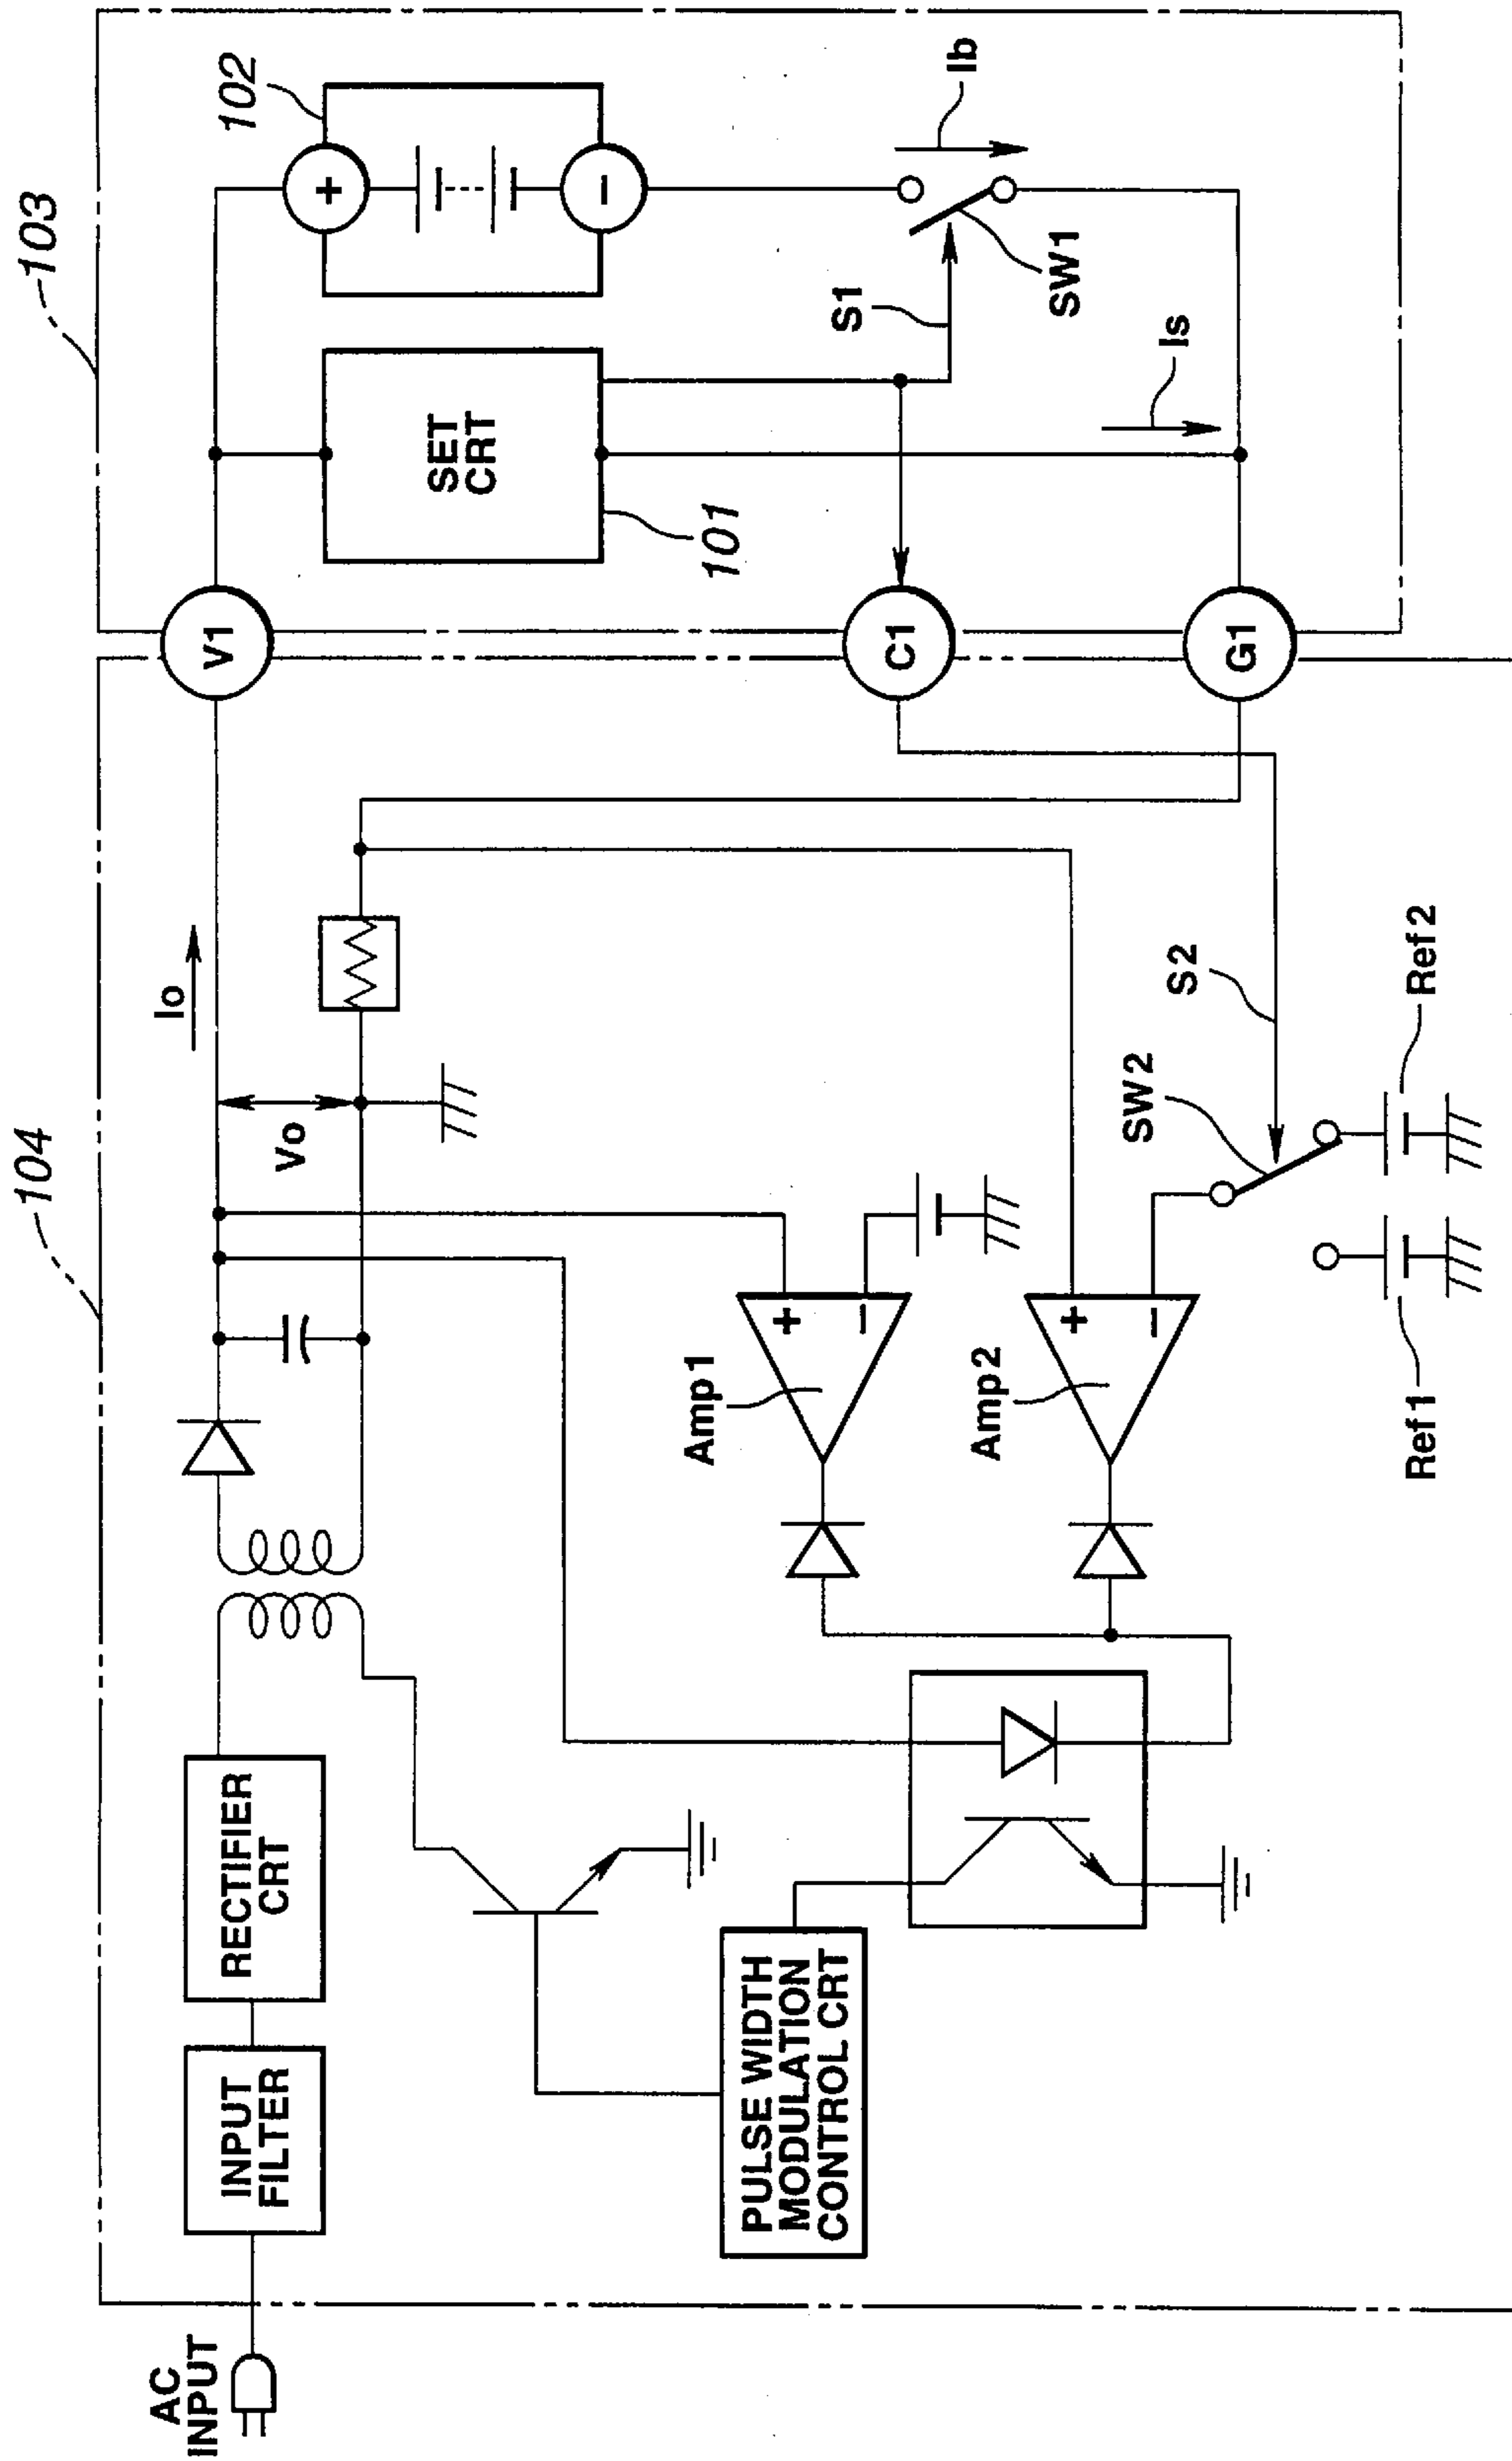 104
103
AC
INPUT
INPUT
FILTER
RECTIFIER
CRT
Io
Vo
V1
102
+
−
SET
CRT
101
S1
SW1
Ib
Is
C1
G1
PULSE WIDTH
MODULATION
CONTROL CRT
Amp1
+
−
Amp2
+
−
SW2
S2
Ref1
Ref2